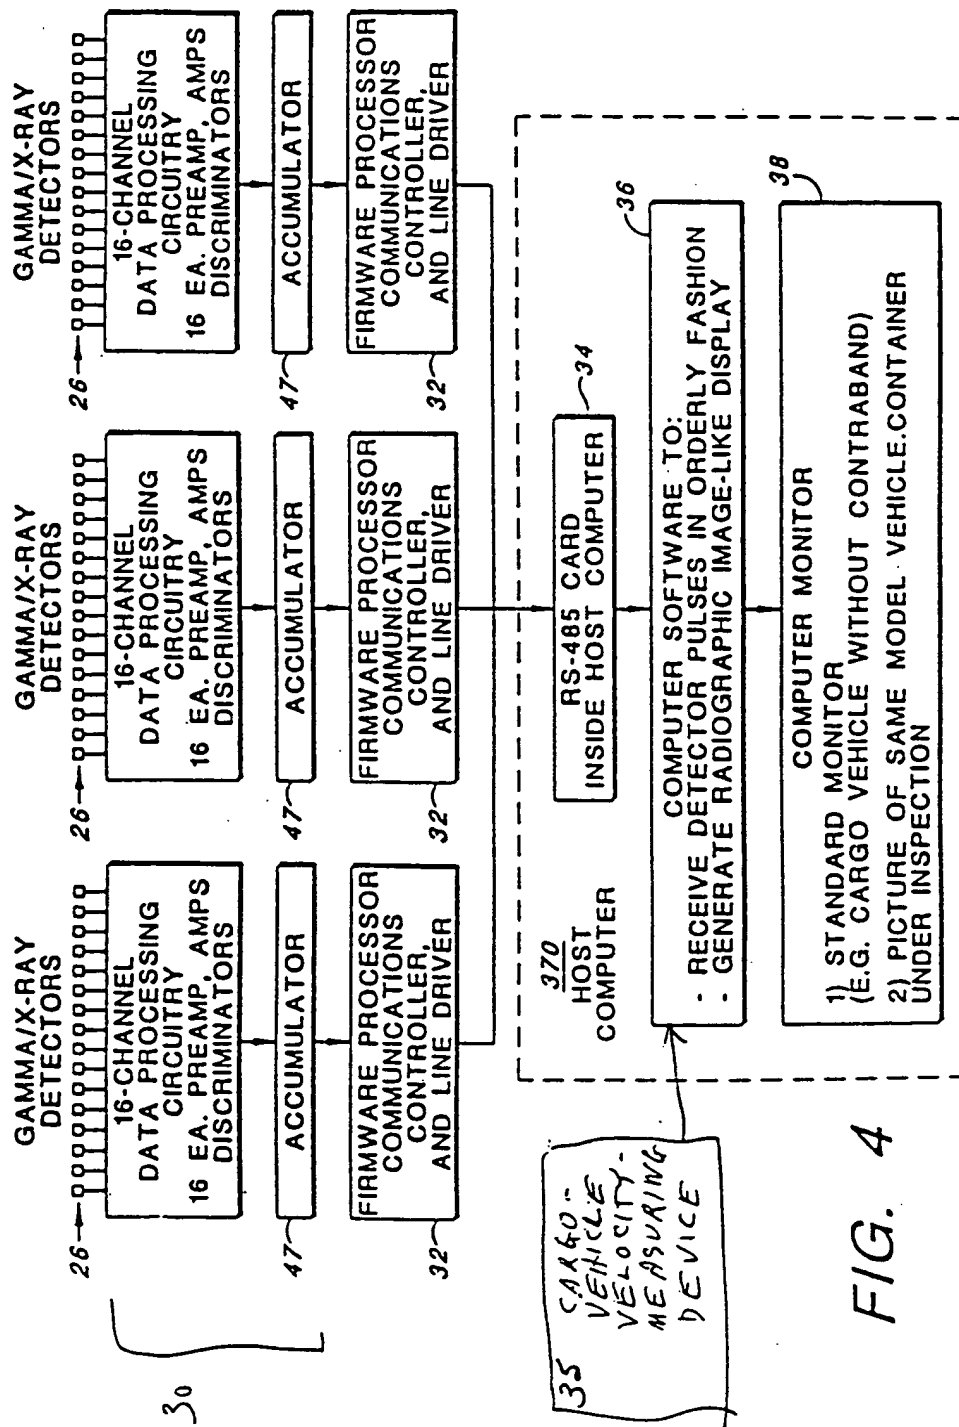 GAMMA/X-RAY
DETECTORS
26
16-CHANNEL
DATA PROCESSING
CIRCUITRY
16 EA. PREAMP, AMPS
DISCRIMINATORS
47
ACCUMULATOR
32
FIRMWARE PROCESSOR
COMMUNICATIONS
CONTROLLER,
AND LINE DRIVER
GAMMA/X-RAY
DETECTORS
26
16-CHANNEL
DATA PROCESSING
CIRCUITRY
16 EA. PREAMP, AMPS
DISCRIMINATORS
47
ACCUMULATOR
32
FIRMWARE PROCESSOR
COMMUNICATIONS
CONTROLLER,
AND LINE DRIVER
GAMMA/X-RAY
DETECTORS
26
16-CHANNEL
DATA PROCESSING
CIRCUITRY
16 EA. PREAMP, AMPS
DISCRIMINATORS
47
ACCUMULATOR
32
FIRMWARE PROCESSOR
COMMUNICATIONS
CONTROLLER,
AND LINE DRIVER
30
370
HOST
COMPUTER
RS-485 CARD
INSIDE HOST COMPUTER
34
36
COMPUTER SOFTWARE TO:
- RECEIVE DETECTOR PULSES IN ORDERLY FASHION
- GENERATE RADIOGRAPHIC IMAGE-LIKE DISPLAY
38
COMPUTER MONITOR
1) STANDARD MONITOR
(E.G. CARGO VEHICLE WITHOUT CONTRABAND)
2) PICTURE OF SAME MODEL VEHICLE.CONTAINER
UNDER INSPECTION
35
CARGO-
VEHICLE
VELOCITY-
MEASURING
DEVICE
FIG. 4